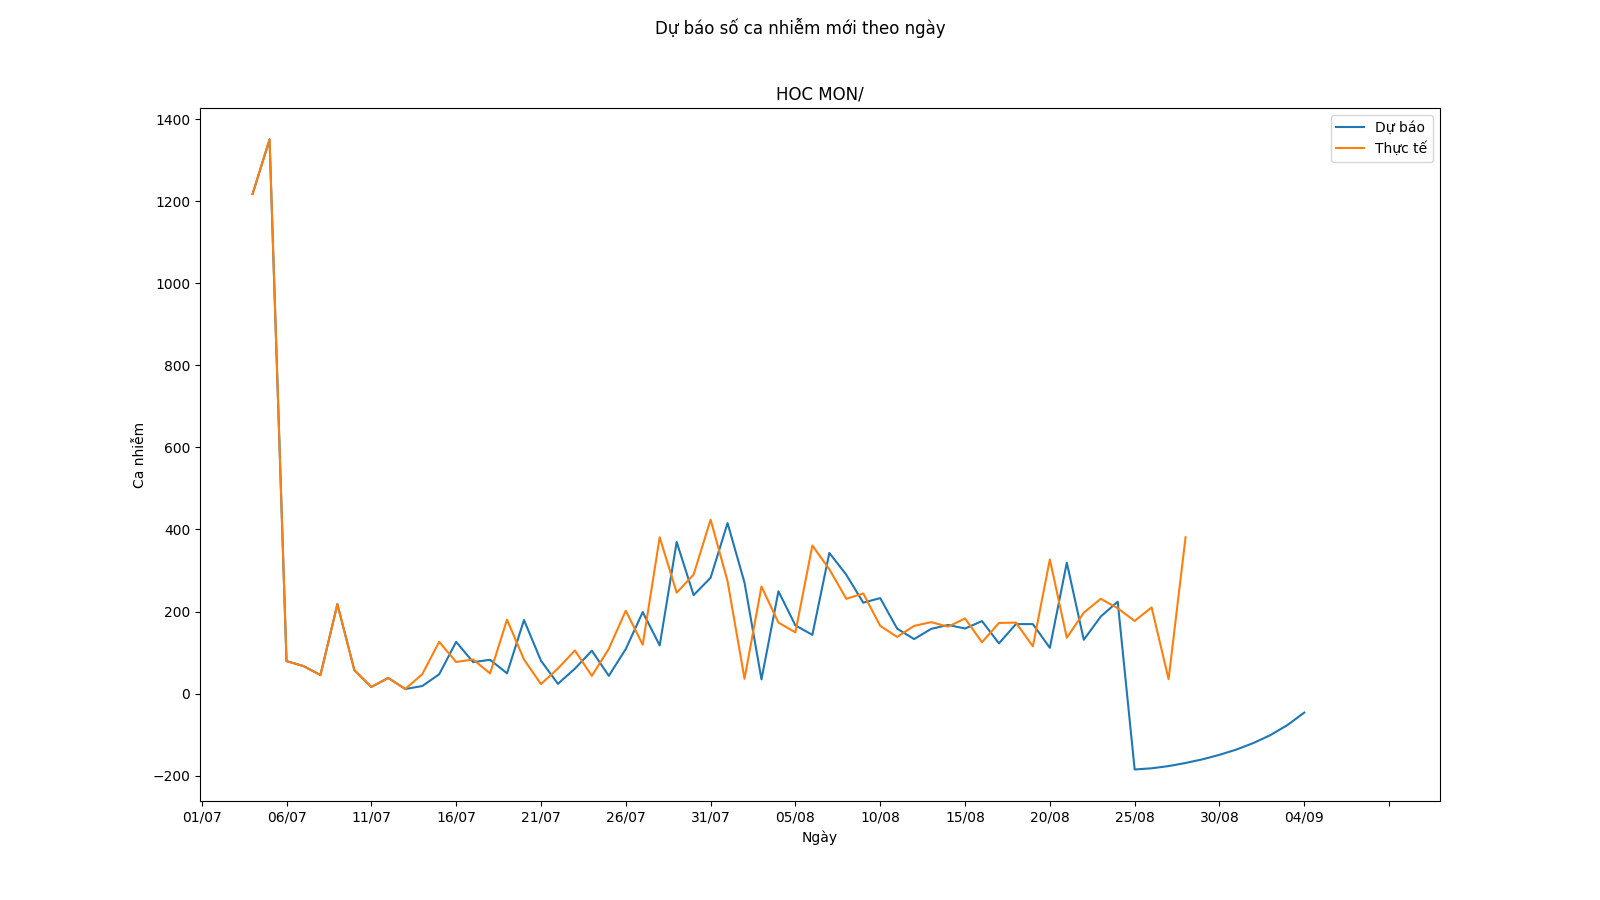 Dự báo số ca nhiễm mới theo ngày
HOC MON/
Dự báo
Thực tế
1400
1200
1000
800
600
400
200
0
−200
Ca nhiễm
01/07 06/07 11/07 16/07 21/07 26/07 31/07 05/08 10/08 15/08 20/08 25/08 30/08 04/09
Ngày